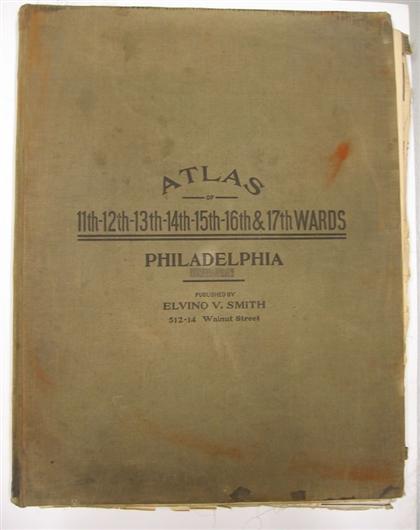 ATLAS
OF
11th-12th-13th-14th-15th-16th & 17th WARDS
PHILADELPHIA
PUBLISHED BY
ELVINO V. SMITH
512-14 Walnut Street